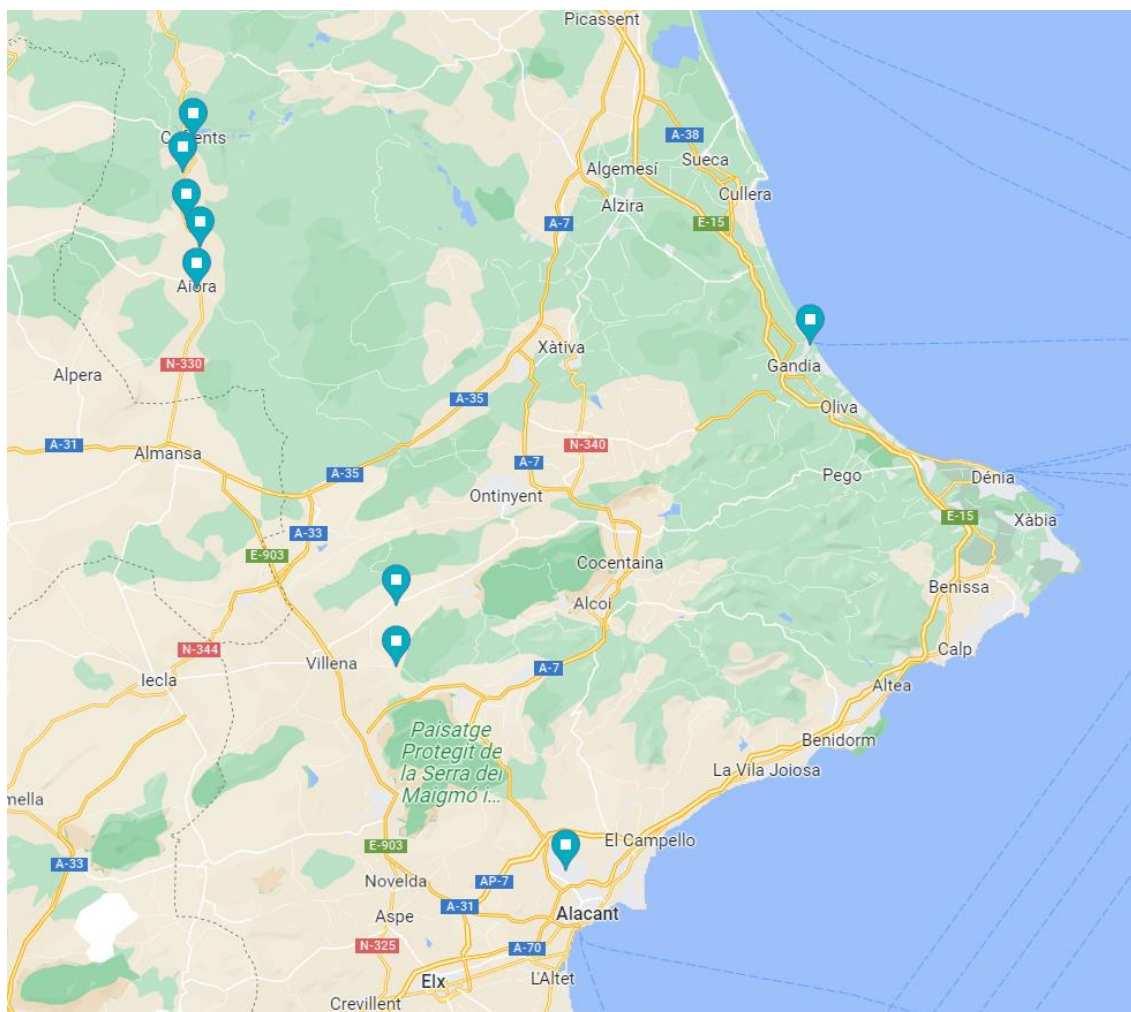 Picassent
C
ents
A-38
Sueca
Algemesí
Cullera
Alzira
A-7
E-15
Aiora
Xàtiva
N-330
Gandia
Alpera
A-35
Oliva
A-31
N-340
Almansa
A-7
A-35
Pego
Dénia
Ontinyent
E-15
Xàbia
A-33
E-903
Cocentaina
Benissa
Alcoi
N-344
Villena
Calp
A-7
Iecla
Altea
Paisatge
Protegit de
la Serra del
Maigmó i...
Benidorm
La Vila Joiosa
mella
El Campello
E-903
A-33
AP-7
Novelda
A-31
Alacant
Aspe
N-325
A-70
L'Altet
Elx
Crevillent